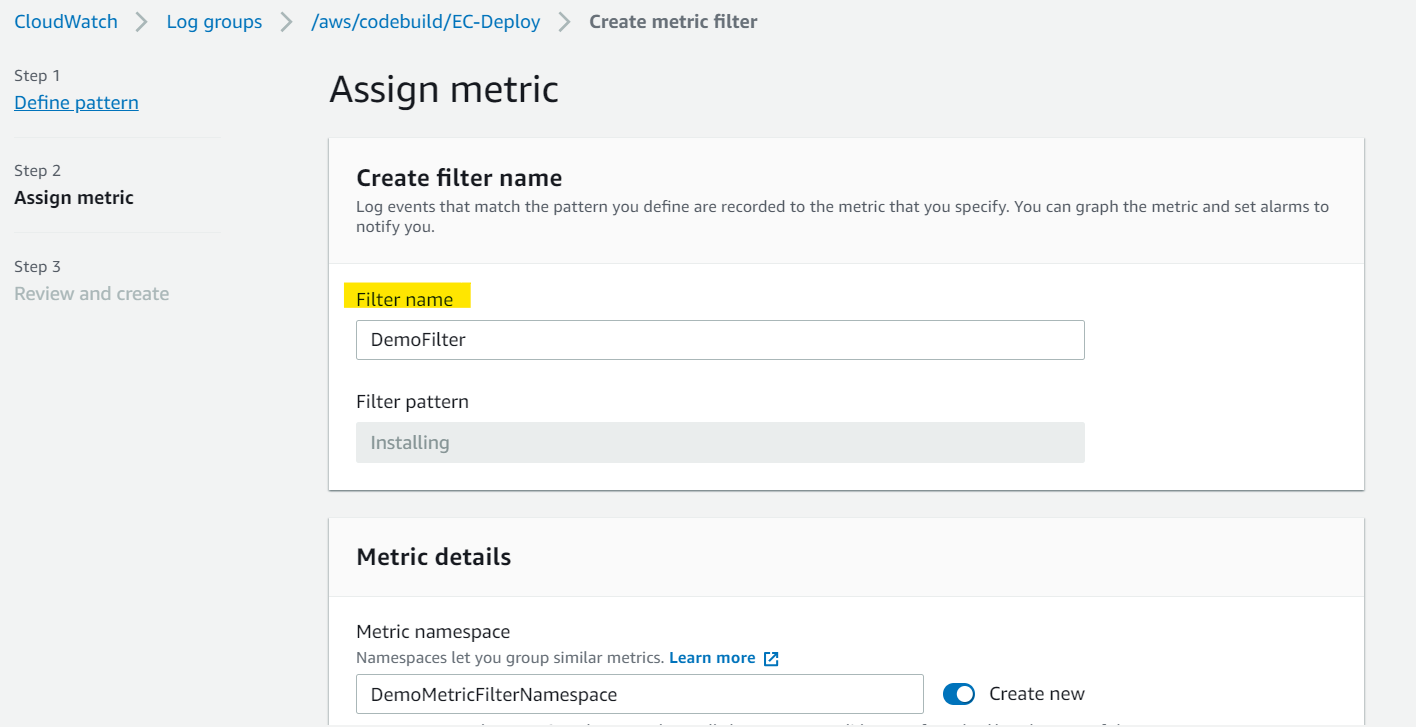 CloudWatch > Log groups > /aws/codebuild/EC-Deploy > Create metric filter
Step 1
Define pattern
Step 2
Assign metric
Step 3
Review and create
Assign metric
Create filter name
Log events that match the pattern you define are recorded to the metric that you specify. You can graph the metric and set alarms to
notify you.
Filter name
DemoFilter
Filter pattern
Installing
Metric details
Metric namespace
Namespaces let you group similar metrics. Learn more
DemoMetricFilterNamespace
Create new